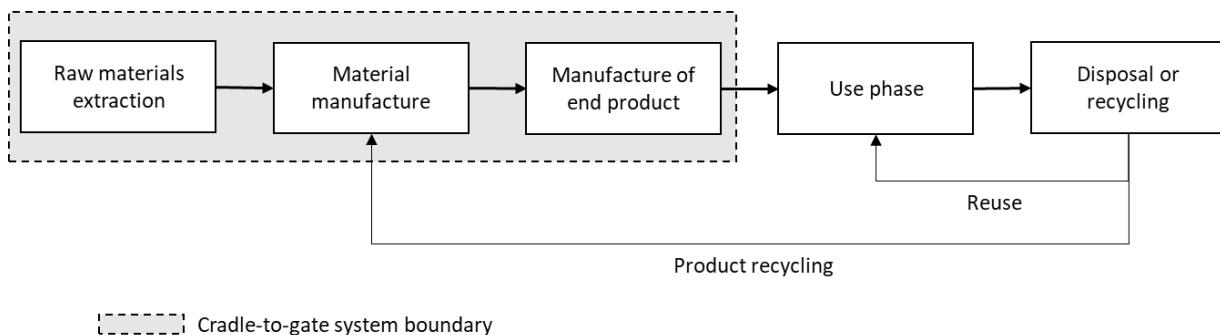 Raw materials
extraction
Material
manufacture
Manufacture of
end product
Use phase
Disposal or
recycling
Reuse
Product recycling
Cradle-to-gate system boundary